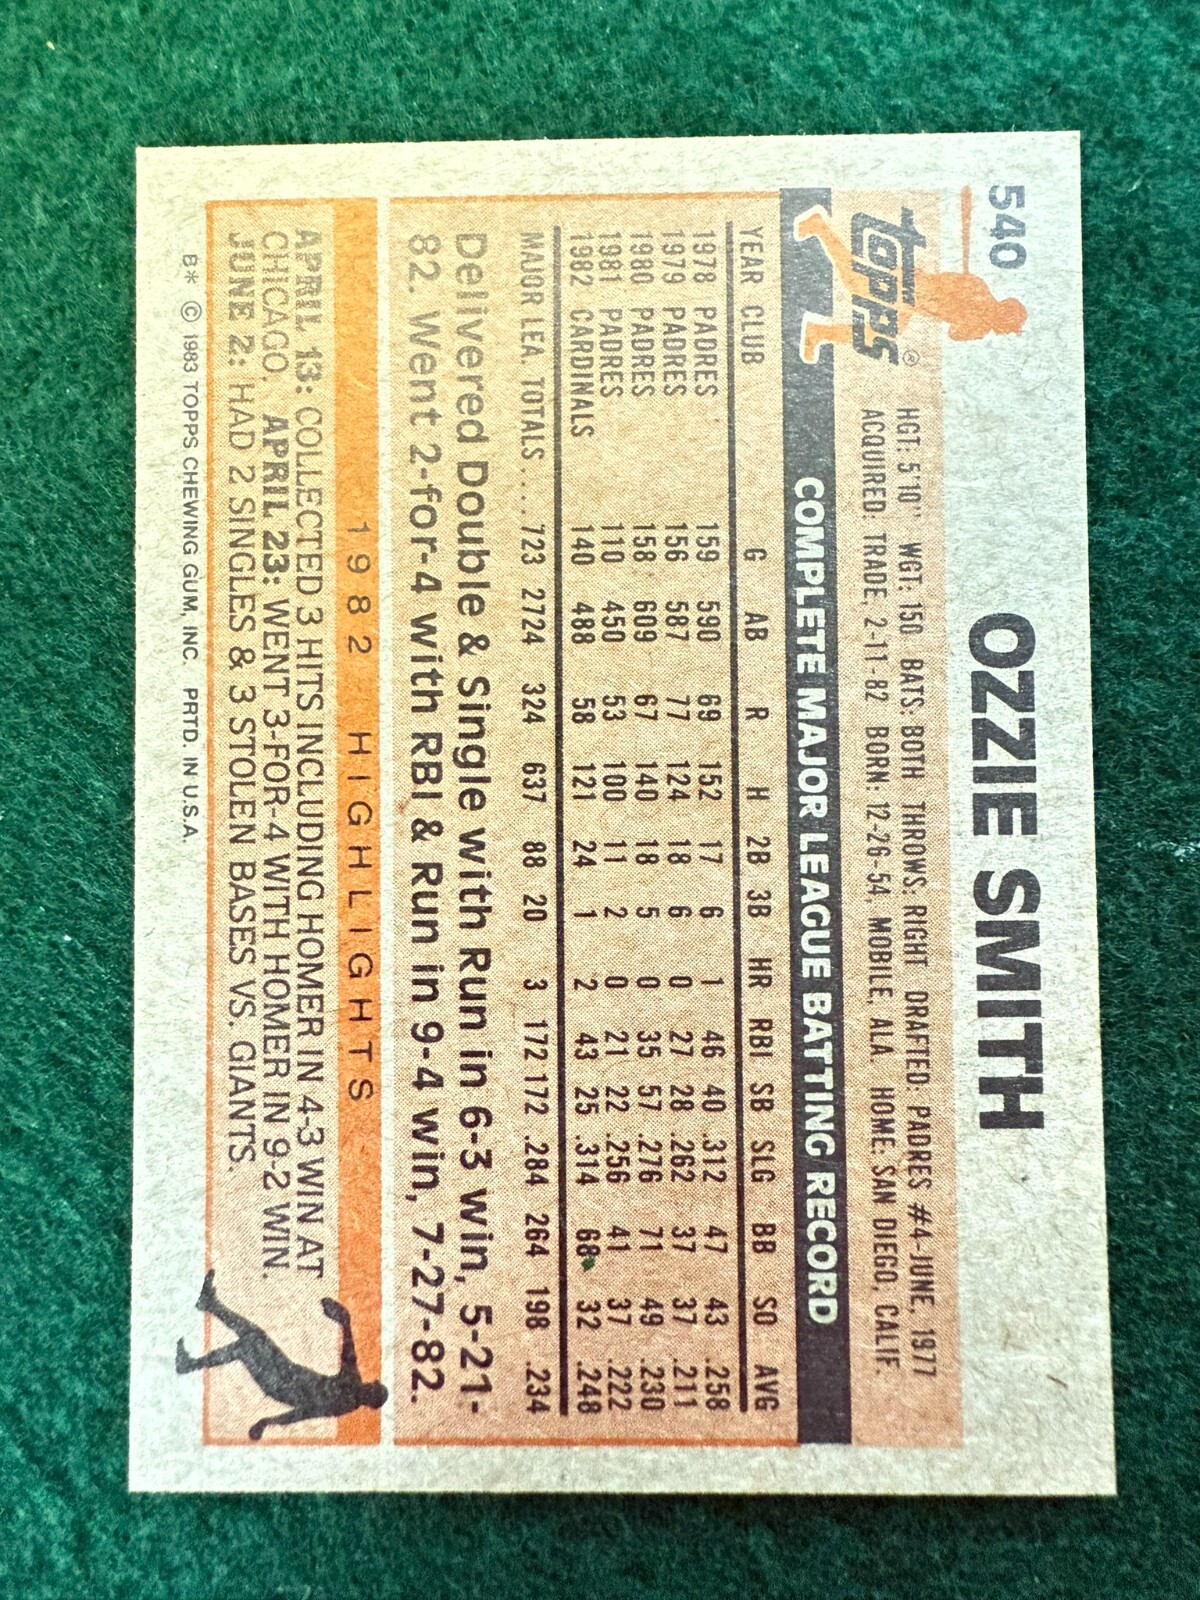 540
OZZIE SMITH
topps®
HGT: 5'10" WGT: 150 BATS: BOTH THROWS: RIGHT DRAFTED: PADRES #4-JUNE, 1977
ACQUIRED: TRADE, 2-11-82 BORN: 12-26-54, MOBILE, ALA. HOME: SAN DIEGO, CALIF.
COMPLETE MAJOR LEAGUE BATTING RECORD
YEAR CLUB G AB R H 2B 3B HR RBI SB SLG BB SO AVG
1978 PADRES 159 590 69 152 17 6 1 46 40 .312 47 43 .258
1979 PADRES 156 587 77 124 18 6 0 27 28 .262 37 37 .211
1980 PADRES 158 609 67 140 18 5 0 35 57 .276 71 49 .230
1981 PADRES 110 450 53 100 11 2 0 21 22 .256 41 37 .222
1982 CARDINALS 140 488 58 121 24 1 2 43 25 .314 68 32 .248
MAJOR LEA. TOTALS.... 723 2724 324 637 88 20 3 172 172 .284 264 198 .234
Delivered Double & Single with Run in 6-3 win, 5-21-
82. Went 2-for-4 with RBI & Run in 9-4 win, 7-27-82.
1982 HIGHLIGHTS
APRIL 13: COLLECTED 3 HITS INCLUDING HOMER IN 4-3 WIN AT
CHICAGO. APRIL 23: WENT 3-FOR-4 WITH HOMER IN 9-2 WIN.
JUNE 2: HAD 2 SINGLES & 3 STOLEN BASES VS. GIANTS.
B* © 1983 TOPPS CHEWING GUM, INC. PRTD. IN U.S.A.